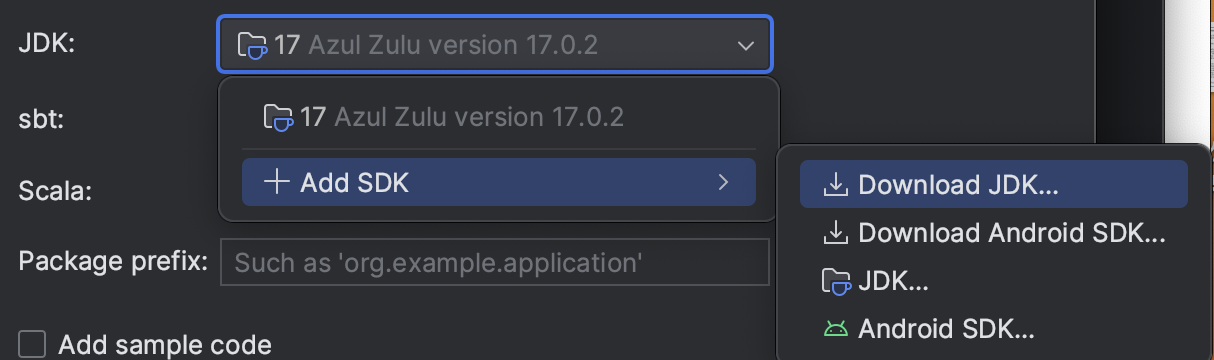 JDK:
17 Azul Zulu version 17.0.2
17 Azul Zulu version 17.0.2
sbt:
Add SDK
Download JDK...
Scala:
Download Android SDK...
Package prefix:
Such as 'org.example.application'
JDK...
Android SDK...
Add sample code